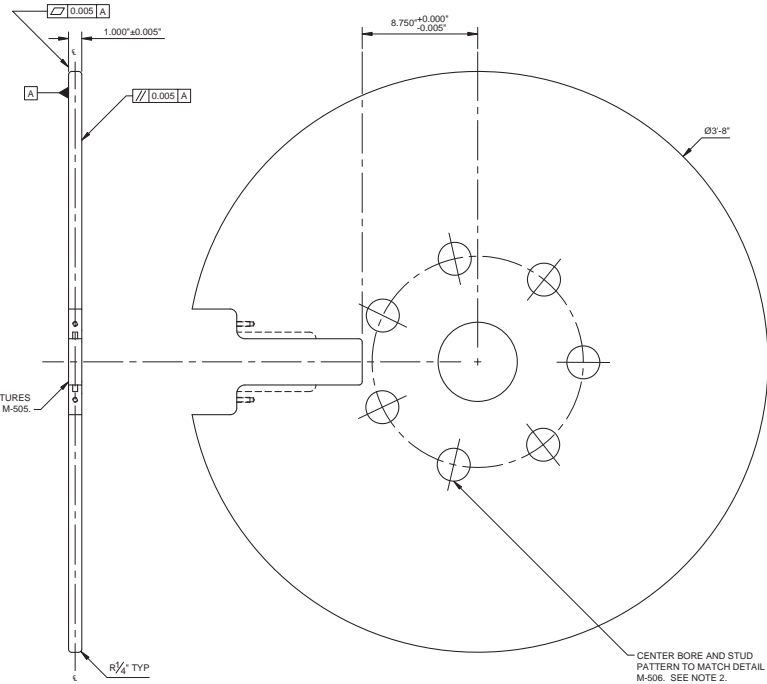 ⏥ 0.005 A
1.000"±0.005"
8.750"+0.000"
-0.005"
℄
A
// 0.005 A
Ø3'-8"
TURES
M-505.
R1/4" TYP
CENTER BORE AND STUD
PATTERN TO MATCH DETAIL
M-506. SEE NOTE 2.
℄